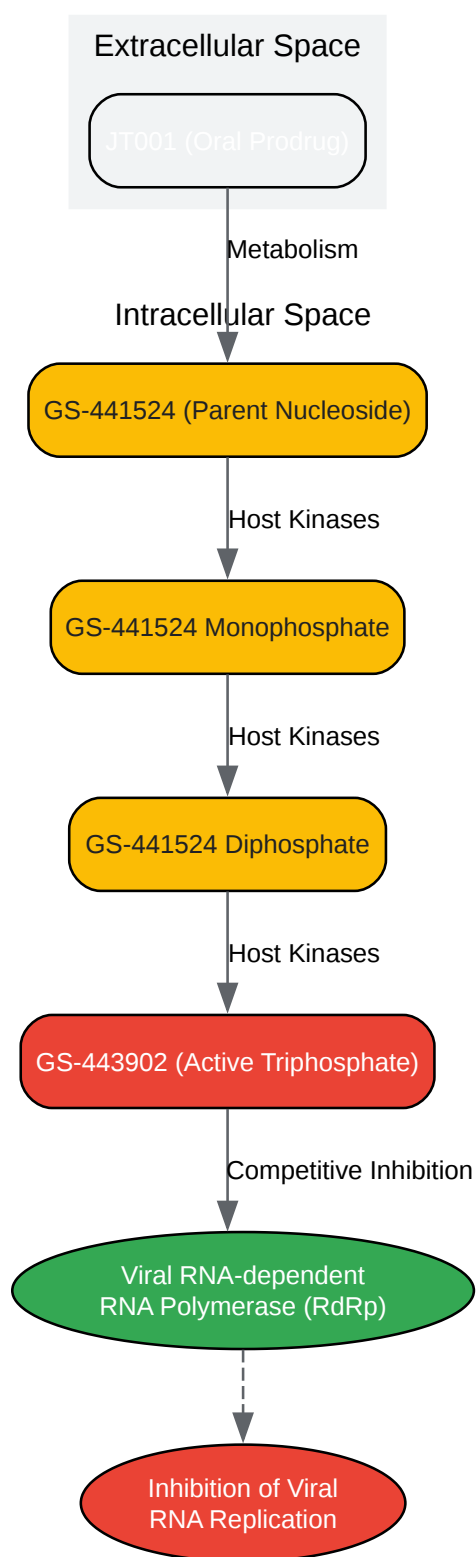 Extracellular Space
JT001 (Oral Prodrug)
Metabolism
Intracellular Space
GS-441524 (Parent Nucleoside)
Host Kinases
GS-441524 Monophosphate
Host Kinases
GS-441524 Diphosphate
Host Kinases
GS-443902 (Active Triphosphate)
Competitive Inhibition
Viral RNA-dependent
RNA Polymerase (RdRp)
Inhibition of Viral
RNA Replication